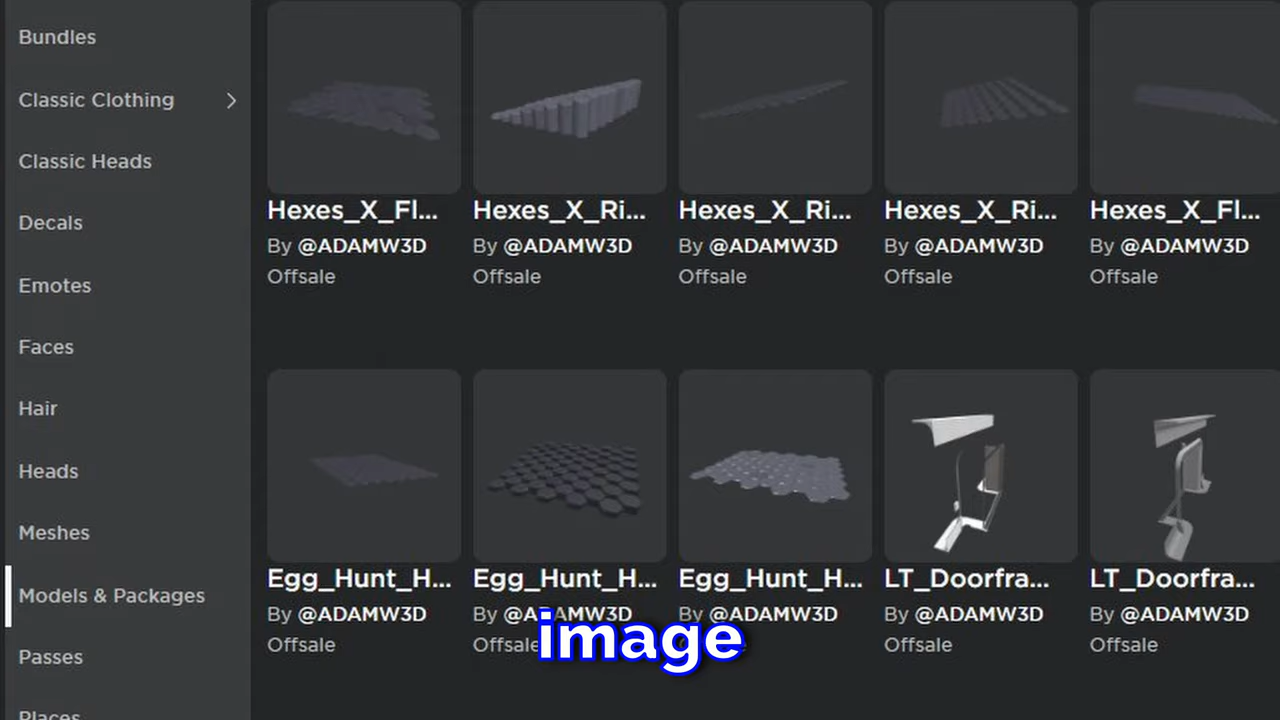 Bundles
Classic Clothing
Classic Heads
Decals
Emotes
Faces
Hair
Heads
Meshes
Models & Packages
Passes
Places
Hexes_X_Fl...
By @ADAMW3D
Offsale
Hexes_X_Ri...
By @ADAMW3D
Offsale
Hexes_X_Ri...
By @ADAMW3D
Offsale
Hexes_X_Ri...
By @ADAMW3D
Offsale
Hexes_X_Fl...
By @ADAMW3D
Offsale
Egg_Hunt_H...
By @ADAMW3D
Offsale
Egg_Hunt_H...
By @ADAMW3D
Offsale
Egg_Hunt_H...
By @ADAMW3D
LT_Doorfra...
By @ADAMW3D
Offsale
LT_Doorfra...
By @ADAMW3D
Offsale
image